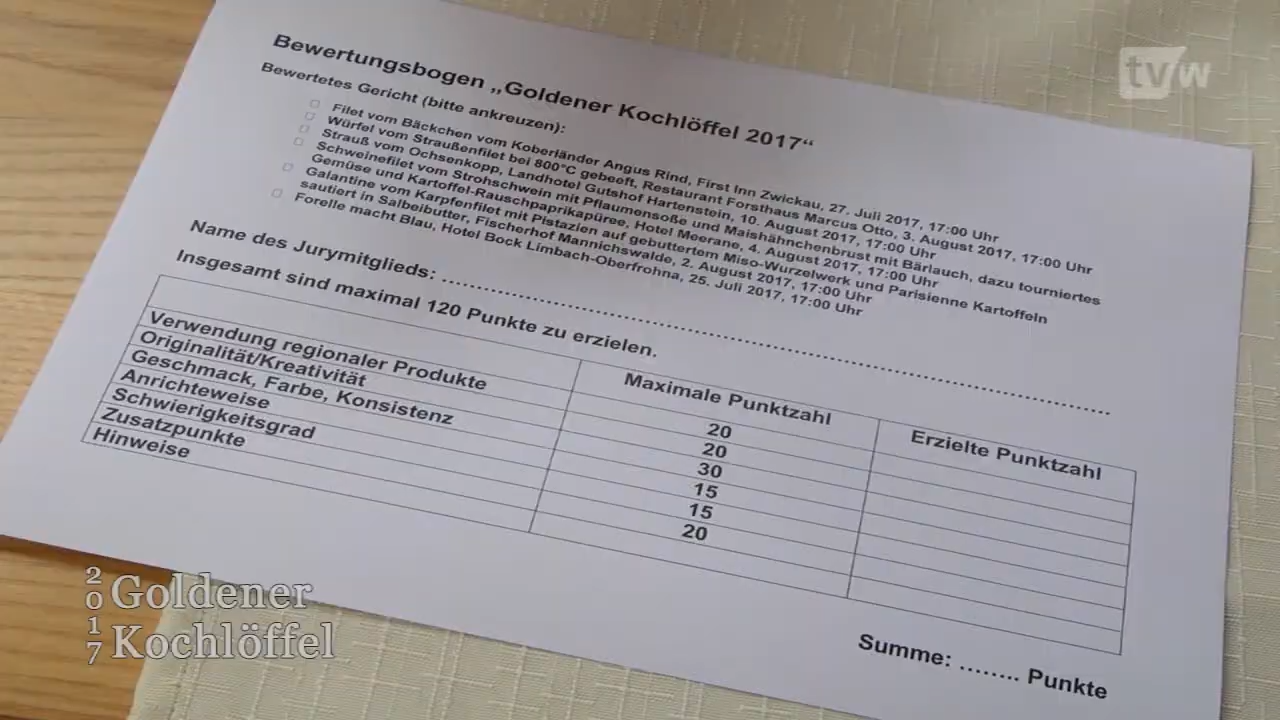 tvw
Bewertungsbogen „Goldener Kochlöffel 2017“
Bewertetes Gericht (bitte ankreuzen):
Filet vom Bäckchen vom Koberländer Angus Rind, First Inn Zwickau, 27. Juli 2017, 17:00 Uhr
Würfel vom Straußenfilet bei 800°C gebeeft, Restaurant Forsthaus Marcus Otto, 3. August 2017, 17:00 Uhr
Strauß vom Ochsenkopp, Landhotel Gutshof Hartenstein, 10. August 2017, 17:00 Uhr
Schweinefilet vom Strohschwein mit Pflaumensoße und Maishähnchenbrust mit Bärlauch, dazu tourniertes
Gemüse und Kartoffel-Rauschpaprikapüree, Hotel Meerane, 4. August 2017, 17:00 Uhr
Galantine vom Karpfenfilet mit Pistazien auf gebuttertem Miso-Wurzelwerk und Parisienne Kartoffeln
sautiert in Salbeibutter, Fischerhof Mannichswalde, 2. August 2017, 17:00 Uhr
Forelle macht Blau, Hotel Bock Limbach-Oberfrohna, 25. Juli 2017, 17:00 Uhr
Name des Jurymitglieds: ........................................................................
Insgesamt sind maximal 120 Punkte zu erzielen.
Maximale Punktzahl Erzielte Punktzahl
Verwendung regionaler Produkte 20
Originalität/Kreativität 20
Geschmack, Farbe, Konsistenz 30
Anrichteweise 15
Schwierigkeitsgrad 15
Zusatzpunkte 20
Hinweise
Summe: ........ Punkte
2017 Goldener
Kochlöffel